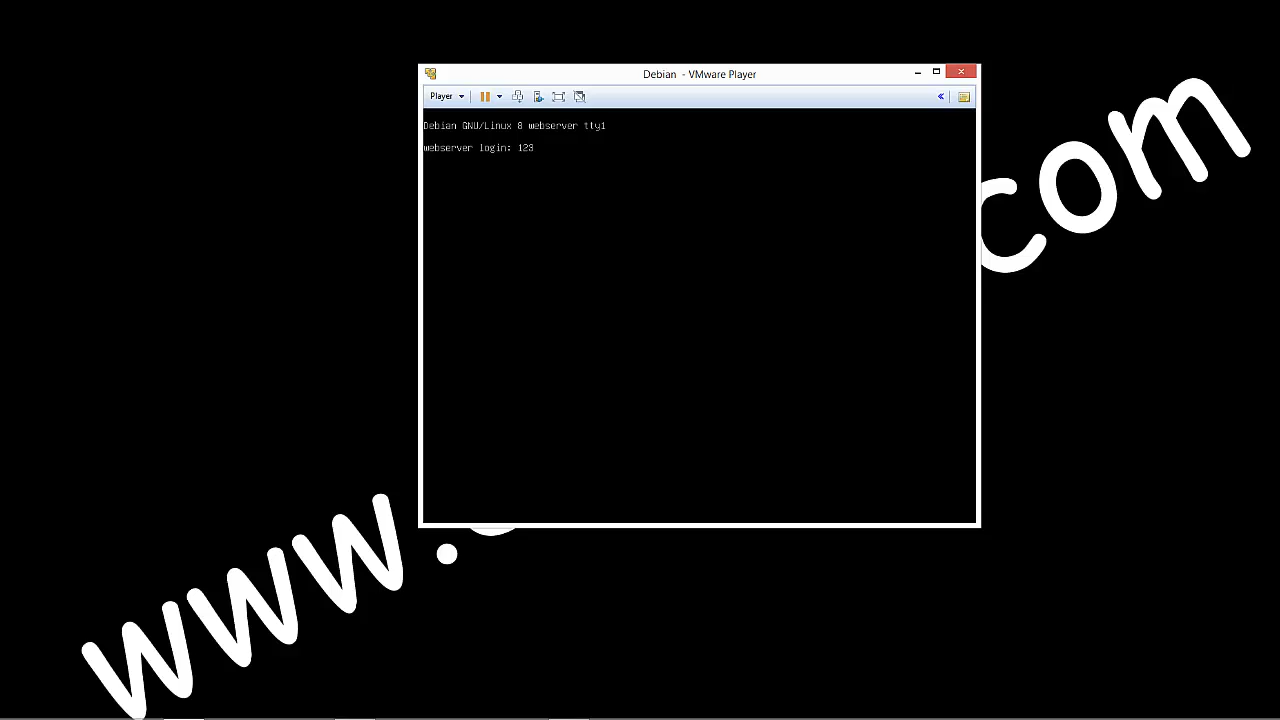 Debian - VMware Player
Player
Debian GNU/Linux 8 webserver tty1
webserver login: 123
www.
com